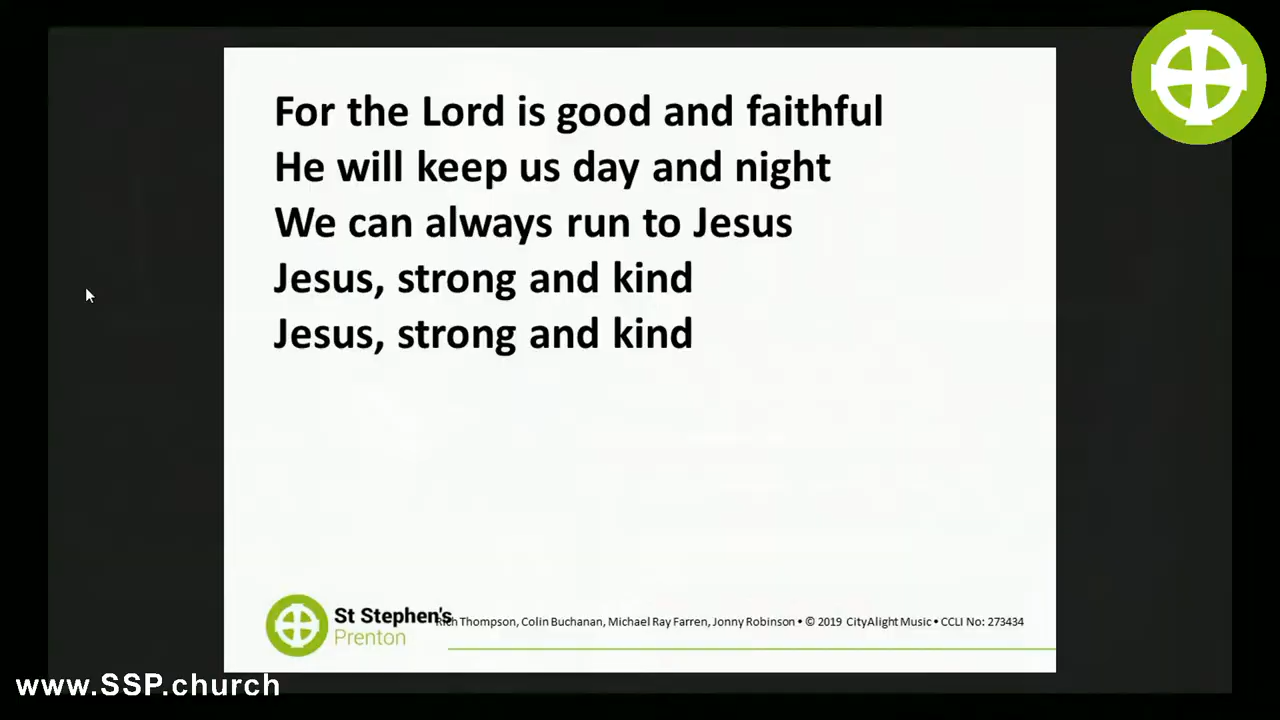 For the Lord is good and faithful
He will keep us day and night
We can always run to Jesus
Jesus, strong and kind
Jesus, strong and kind
St Stephen's
Prenton
Rich Thompson, Colin Buchanan, Michael Ray Farren, Jonny Robinson • © 2019 CityAlight Music • CCLI No: 273434
www.SSP.church